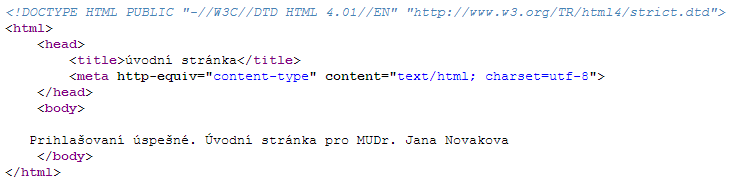 <!DOCTYPE HTML PUBLIC "-//W3C//DTD HTML 4.01//EN" "http://www.w3.org/TR/html4/strict.dtd">
<html>
<head>
<title>úvodní stránka</title>
<meta http-equiv="content-type" content="text/html; charset=utf-8">
</head>
<body>
Prihlašovaní úspešné. Úvodní stránka pro MUDr. Jana Novakova
</body>
</html>